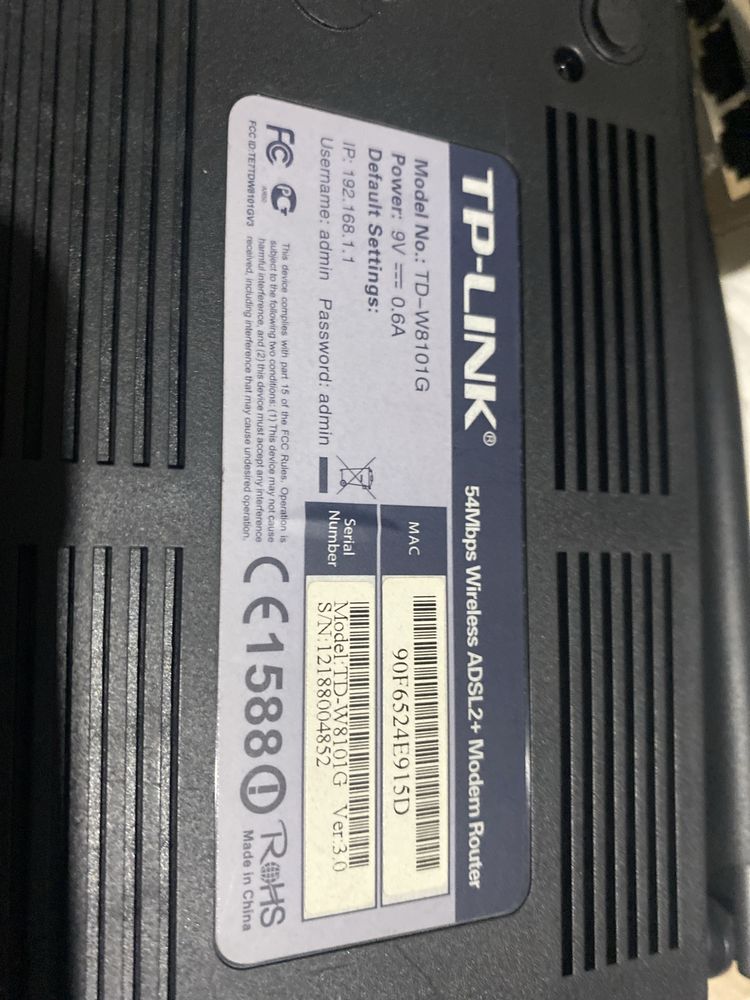 TP-LINK® 54Mbps Wireless ADSL2+ Modem Router
Model No.: TD-W8101G
Power: 9V ⎓ 0.6A
Default Settings:
IP: 192.168.1.1
Username: admin Password: admin
MAC
90F6524E915D
Serial
Number
Model:TD-W8101G Ver:3.0
S/N:12188004852
FC
FCC ID:TE7TDW8101GV3
This device complies with part 15 of the FCC Rules. Operation is
subject to the following two conditions: (1) This device may not cause
harmful interference, and (2) this device must accept any interference
received, including interference that may cause undesired operation.
CE1588
RoHS
Made in China